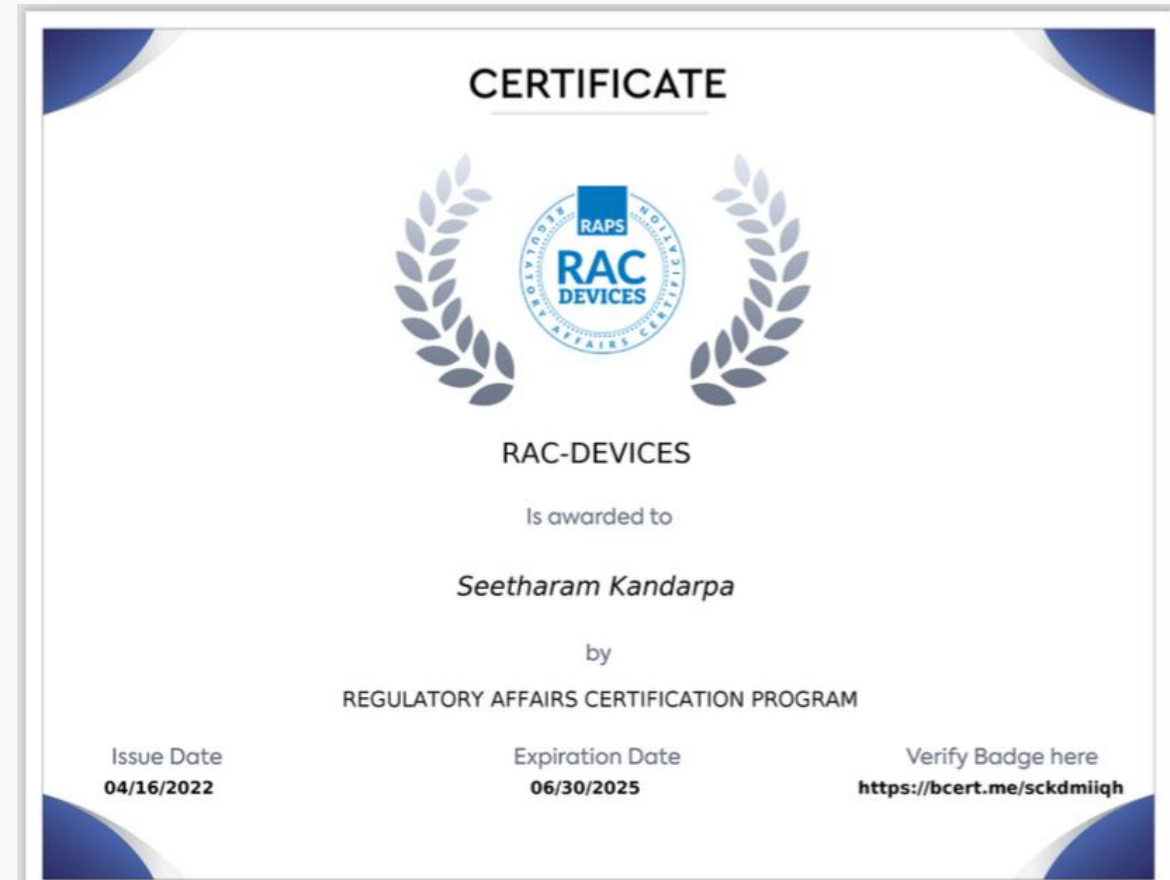 CERTIFICATE
RAPS
RAC
DEVICES
REGULATORY AFFAIRS CERTIFICATION
RAC-DEVICES
Is awarded to
Seetharam Kandarpa
by
REGULATORY AFFAIRS CERTIFICATION PROGRAM
Issue Date
Expiration Date
Verify Badge here
04/16/2022
06/30/2025
https://bcert.me/sckdmiiqh